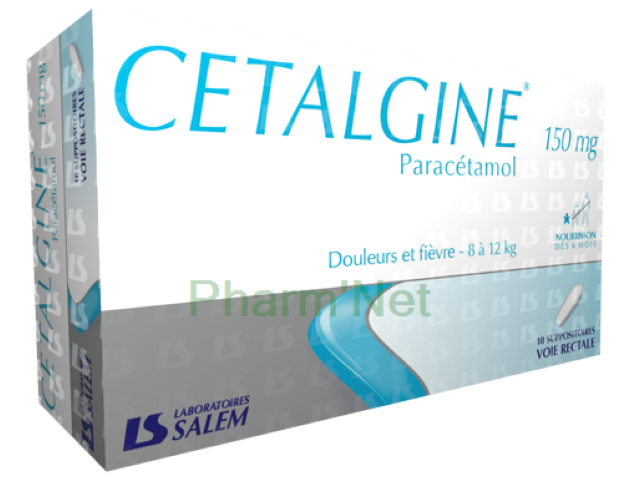 CETALGINE®
150 mg
Paracétamol
NOURRISSON
DÈS 6 MOIS
Douleurs et fièvre - 8 à 12 kg
Pharm'Net
10 SUPPOSITOIRES
VOIE RECTALE
LS LABORATOIRES
SALEM
CETALGINE 150 mg
Paracétamol
10 SUPPOSITOIRES
VOIE RECTALE
LS
SALEM